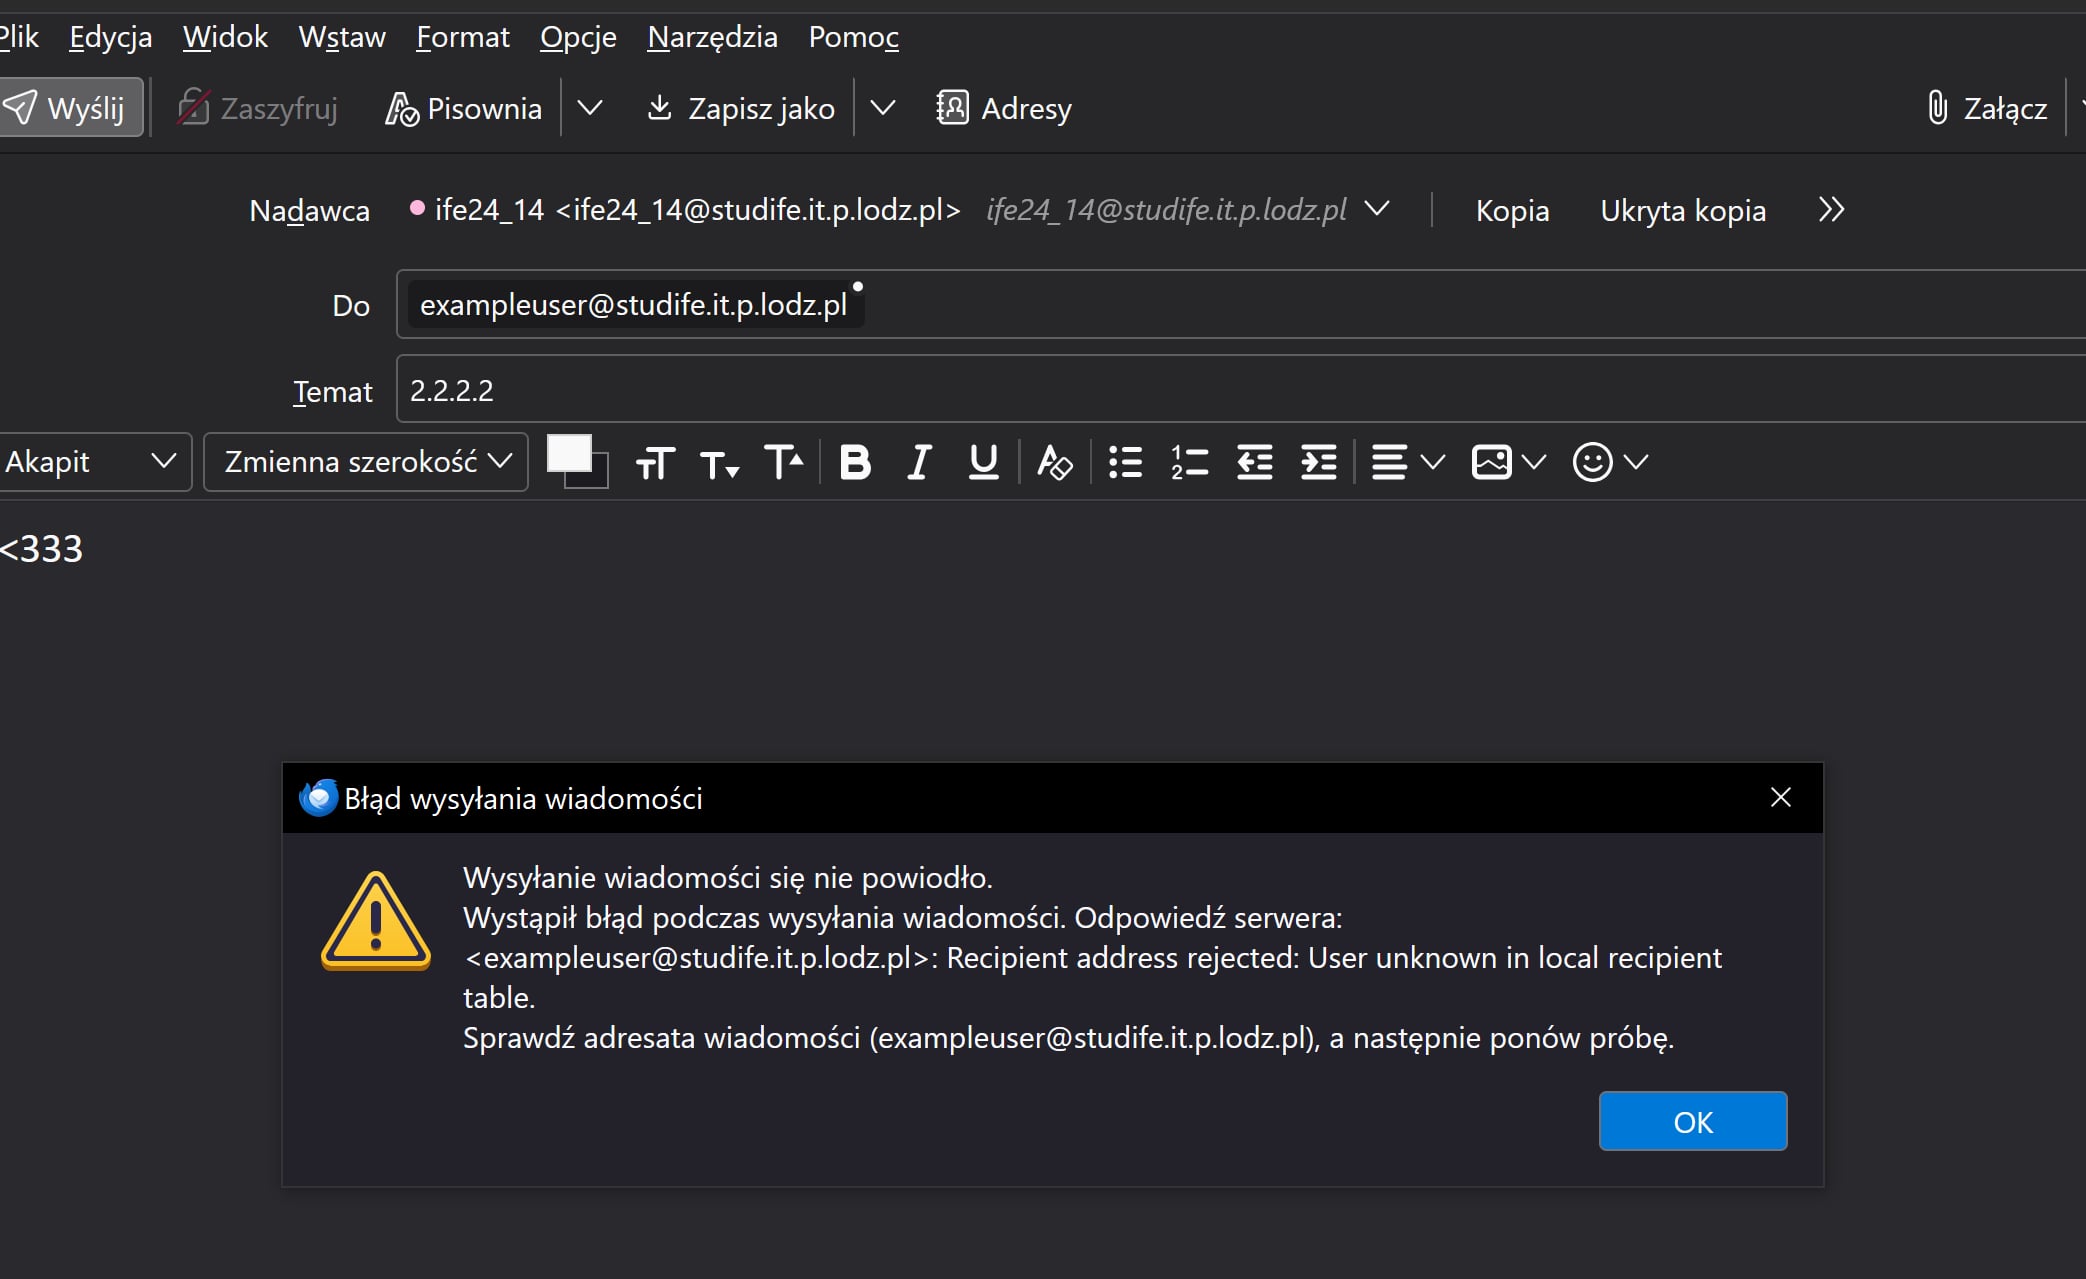 Plik Edycja Widok Wstaw Format Opcje Narzędzia Pomoc
Wyślij Zaszyfruj Pisownia Zapisz jako Adresy Załącz
Nadawca ife24_14 <ife24_14@studife.it.p.lodz.pl> ife24_14@studife.it.p.lodz.pl Kopia Ukryta kopia
Do exampleuser@studife.it.p.lodz.pl
Temat 2.2.2.2
Akapit Zmienna szerokość
<333
Błąd wysyłania wiadomości
Wysyłanie wiadomości się nie powiodło.
Wystąpił błąd podczas wysyłania wiadomości. Odpowiedź serwera:
<exampleuser@studife.it.p.lodz.pl>: Recipient address rejected: User unknown in local recipient
table.
Sprawdź adresata wiadomości (exampleuser@studife.it.p.lodz.pl), a następnie ponów próbę.
OK